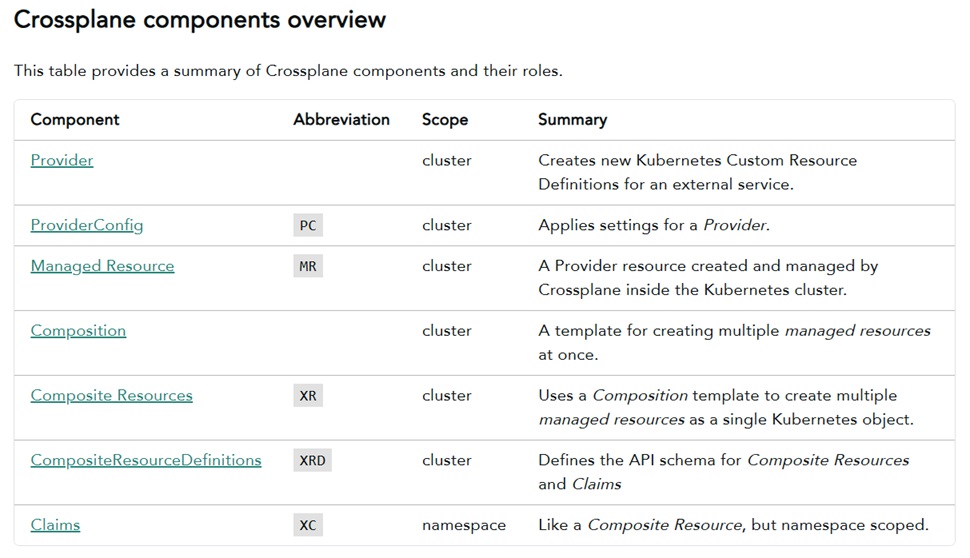 Crossplane components overview
This table provides a summary of Crossplane components and their roles.
Component Abbreviation Scope Summary
Provider cluster Creates new Kubernetes Custom Resource
Definitions for an external service.
ProviderConfig PC cluster Applies settings for a Provider.
Managed Resource MR cluster A Provider resource created and managed by
Crossplane inside the Kubernetes cluster.
Composition cluster A template for creating multiple managed resources
at once.
Composite Resources XR cluster Uses a Composition template to create multiple
managed resources as a single Kubernetes object.
CompositeResourceDefinitions XRD cluster Defines the API schema for Composite Resources
and Claims
Claims XC namespace Like a Composite Resource, but namespace scoped.